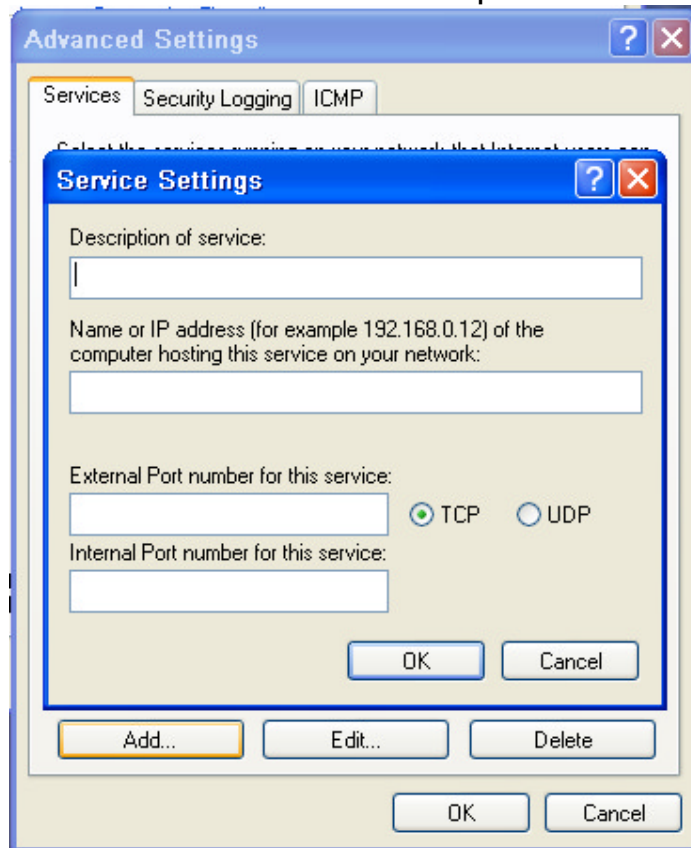 Advanced Settings
Services Security Logging ICMP
Service Settings
Description of service:
Name or IP address (for example 192.168.0.12) of the
computer hosting this service on your network:
External Port number for this service:
TCP UDP
Internal Port number for this service:
OK Cancel
Add... Edit... Delete
OK Cancel